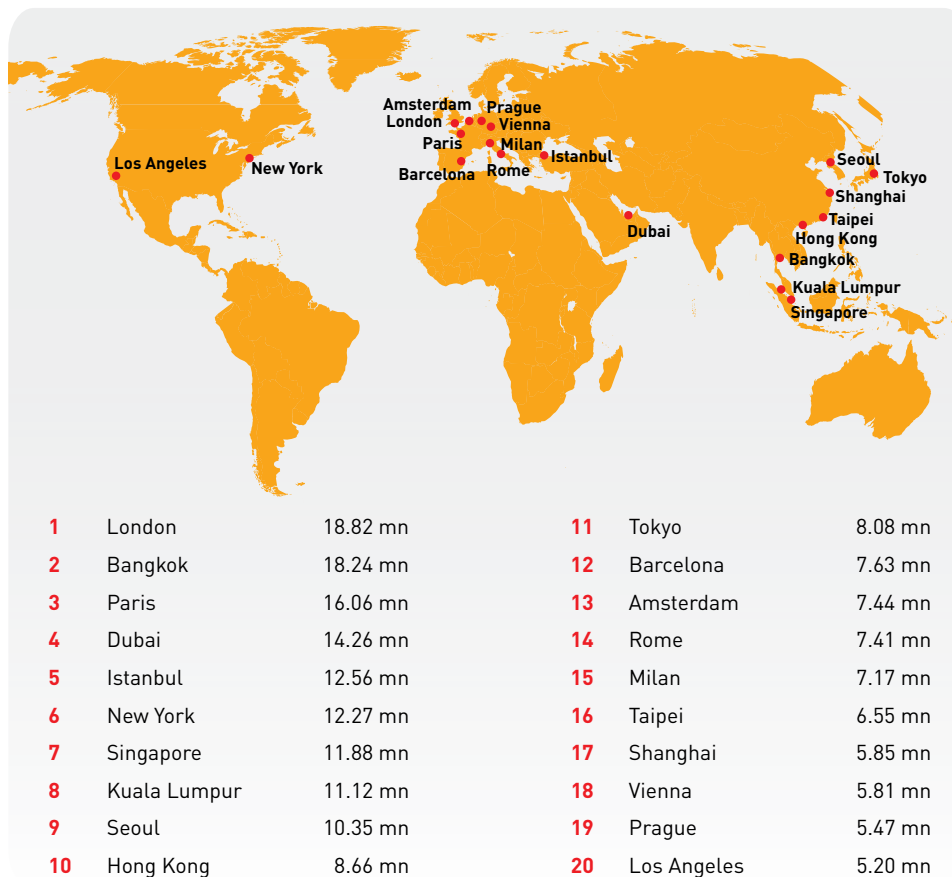 Amsterdam Prague
London Vienna
Paris Milan Istanbul
Los Angeles New York Barcelona Rome
Seoul
Tokyo
Shanghai
Taipei
Dubai
Hong Kong
Bangkok
Kuala Lumpur
Singapore
1 London 18.82 mn
2 Bangkok 18.24 mn
3 Paris 16.06 mn
4 Dubai 14.26 mn
5 Istanbul 12.56 mn
6 New York 12.27 mn
7 Singapore 11.88 mn
8 Kuala Lumpur 11.12 mn
9 Seoul 10.35 mn
10 Hong Kong 8.66 mn
11 Tokyo 8.08 mn
12 Barcelona 7.63 mn
13 Amsterdam 7.44 mn
14 Rome 7.41 mn
15 Milan 7.17 mn
16 Taipei 6.55 mn
17 Shanghai 5.85 mn
18 Vienna 5.81 mn
19 Prague 5.47 mn
20 Los Angeles 5.20 mn